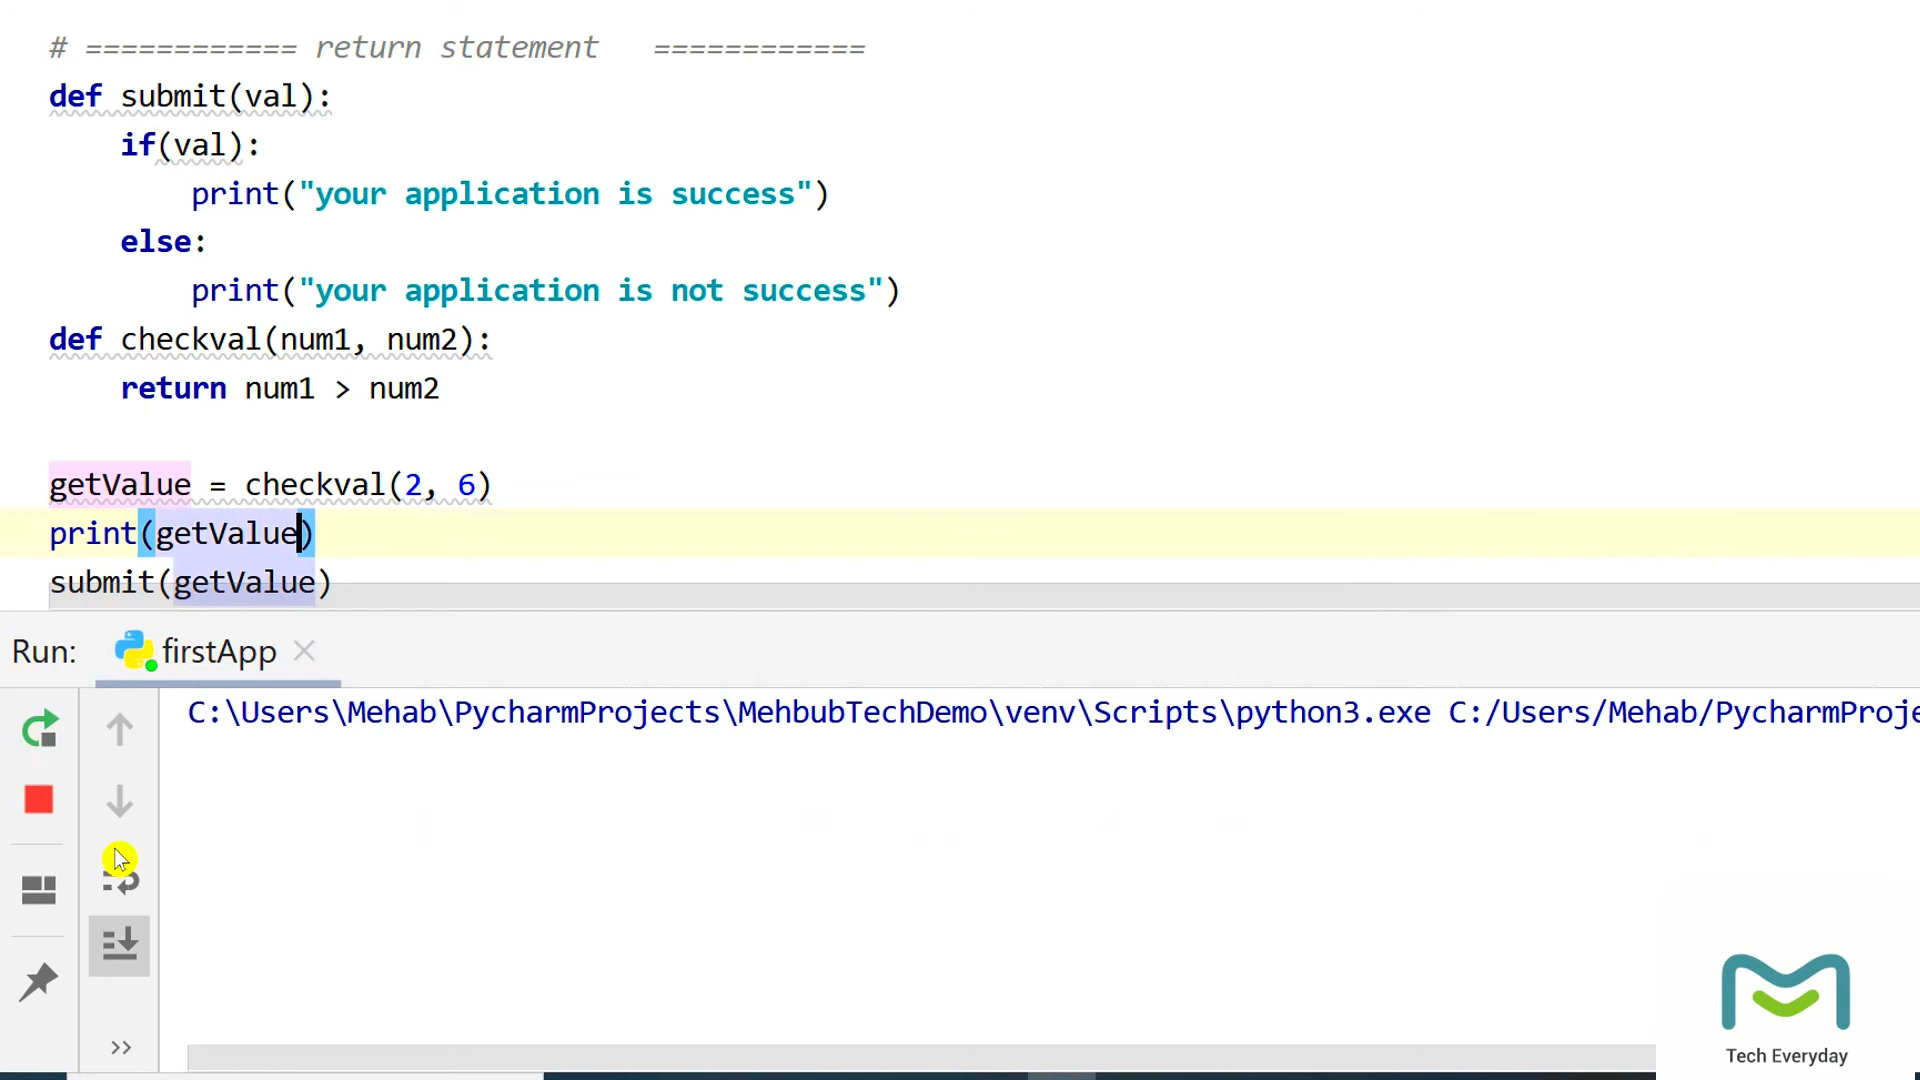 # ============ return statement   ============
def submit(val):
    if(val):
        print("your application is success")
    else:
        print("your application is not success")
def checkval(num1, num2):
    return num1 > num2
getValue = checkval(2, 6)
print(getValue)
submit(getValue)
Run: firstApp
C:\Users\Mehab\PycharmProjects\MehbubTechDemo\venv\Scripts\python3.exe C:/Users/Mehab/PycharmProje
Tech Everyday